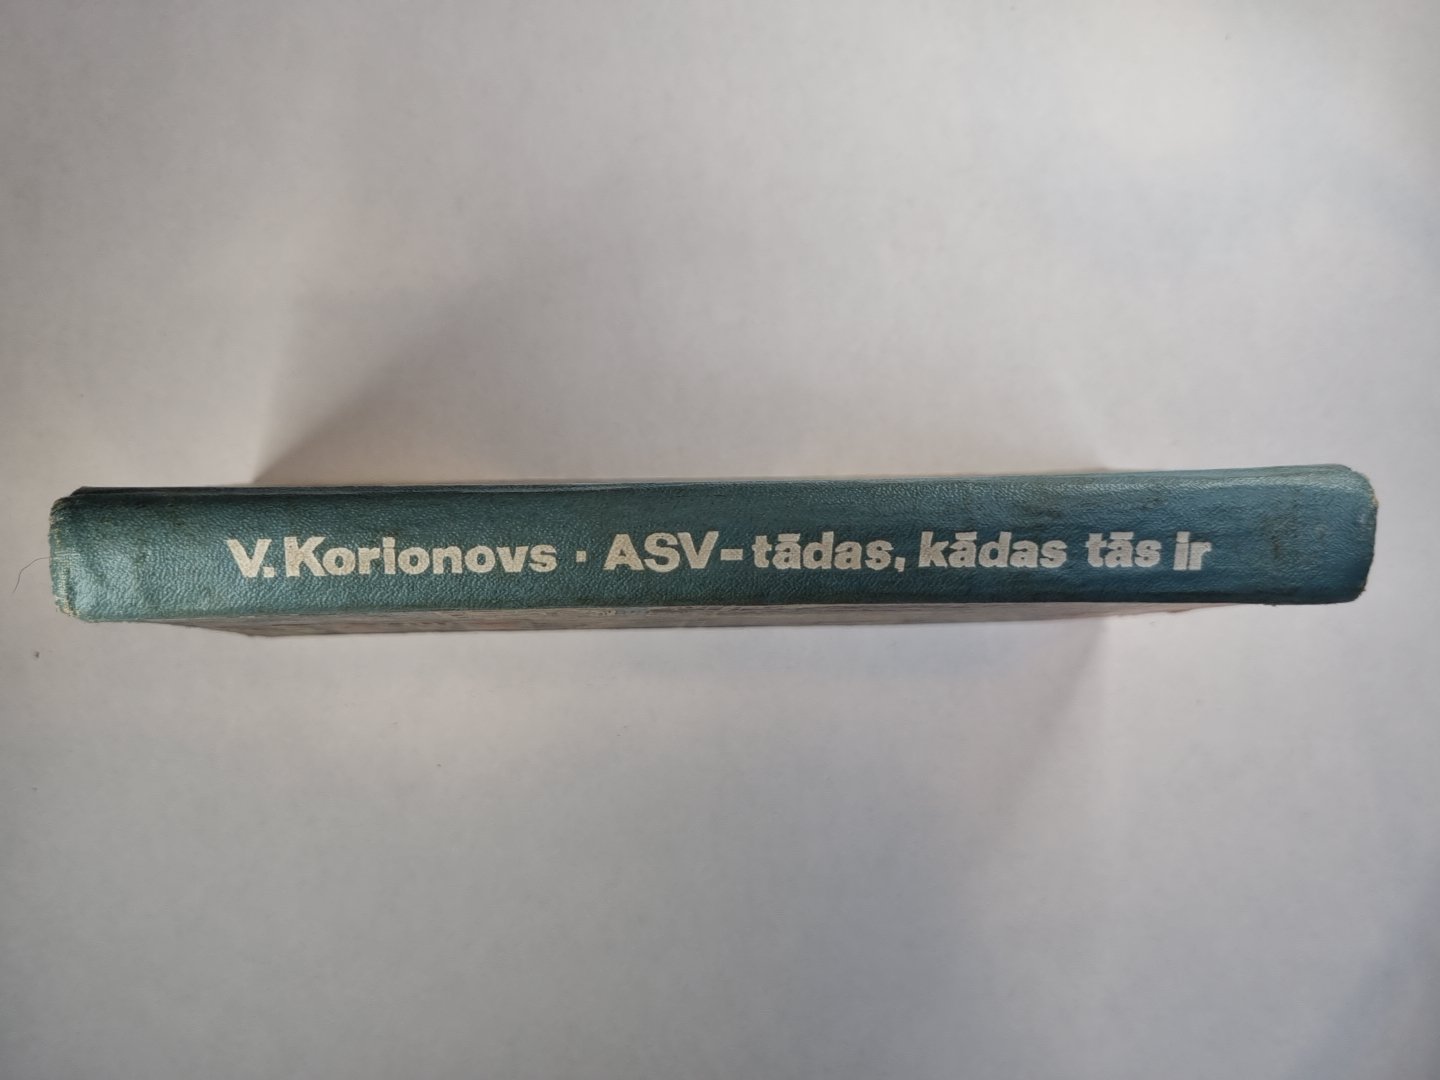 V. Korionovs · ASV – tādas, kādas tās ir